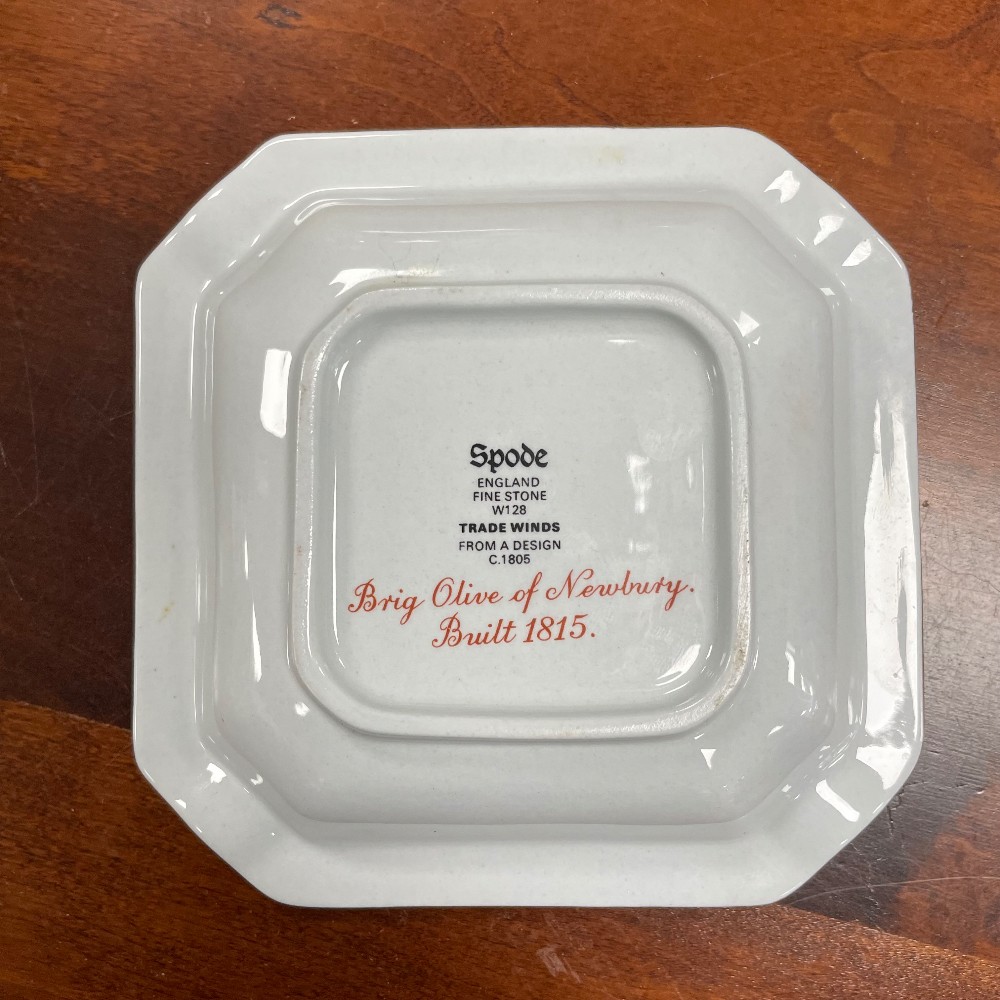 Spode
ENGLAND
FINE STONE
W128
TRADE WINDS
FROM A DESIGN
C.1805
Brig Olive of Newbury.
Built 1815.